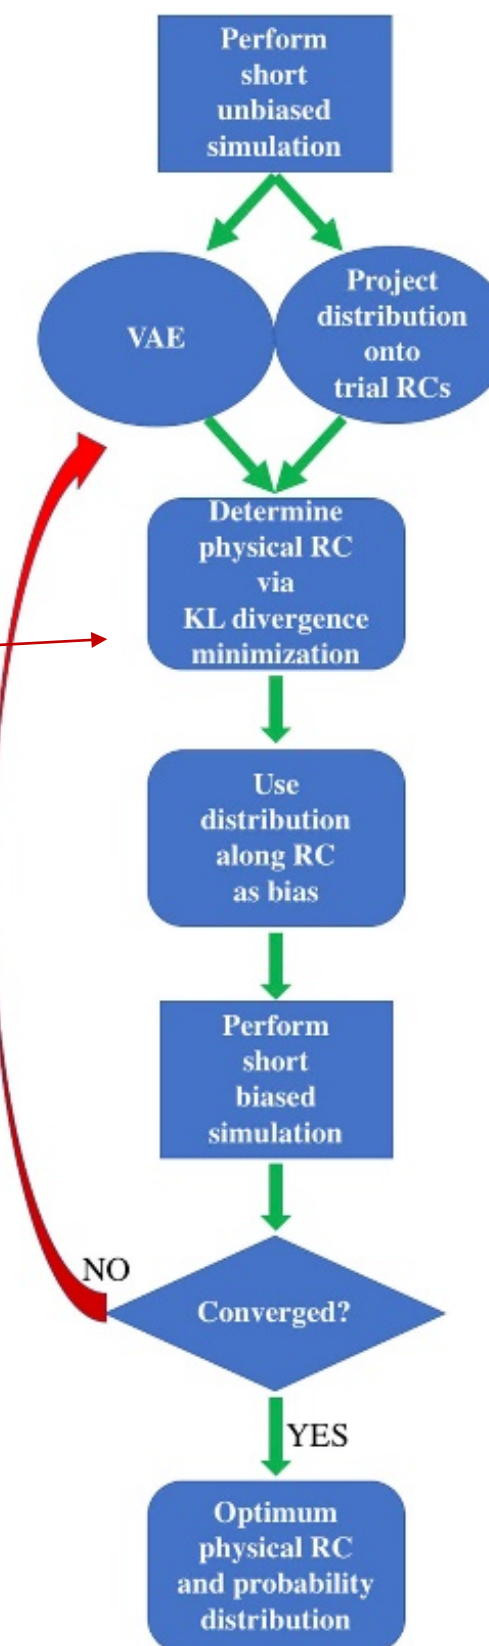 Perform
short
unbiased
simulation
VAE
Project
distribution
onto
trial RCs
Determine
physical RC
via
KL divergence
minimization
Use
distribution
along RC
as bias
Perform
short
biased
simulation
NO
Converged?
YES
Optimum
physical RC
and probability
distribution